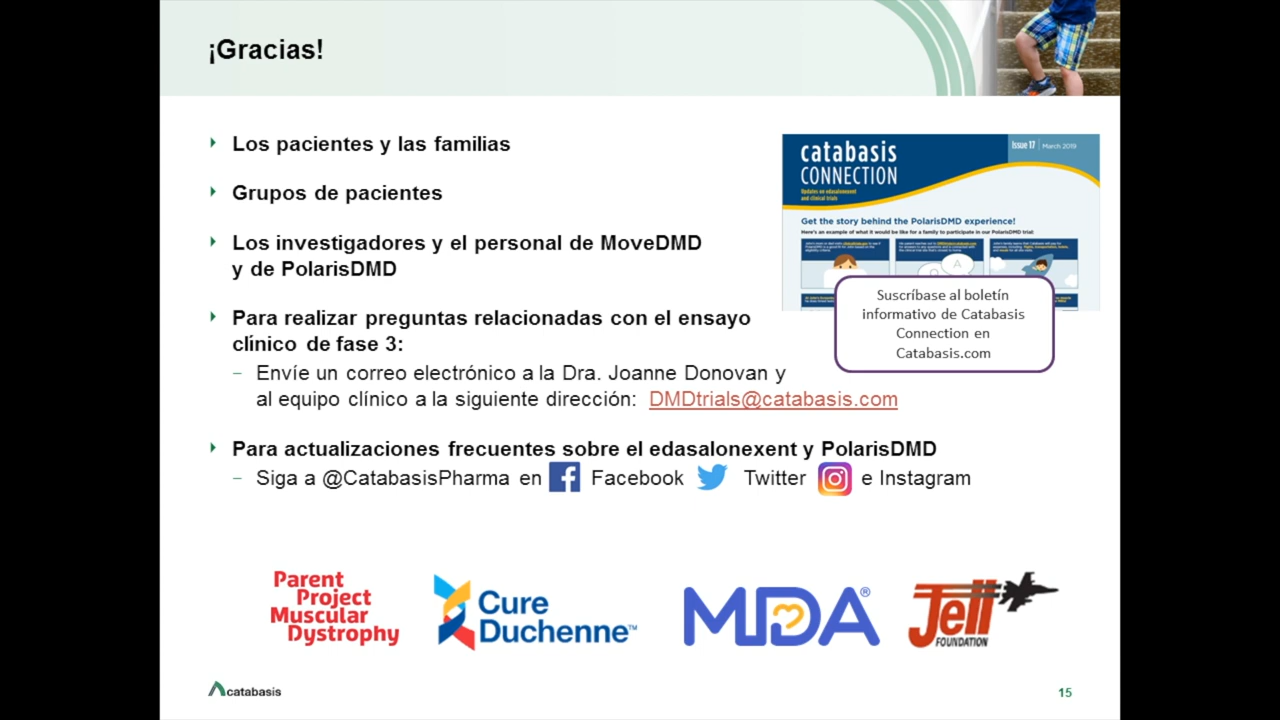 ¡Gracias!
Los pacientes y las familias
Grupos de pacientes
Los investigadores y el personal de MoveDMD
y de PolarisDMD
Para realizar preguntas relacionadas con el ensayo
clínico de fase 3:
– Envíe un correo electrónico a la Dra. Joanne Donovan y
al equipo clínico a la siguiente dirección: DMDtrials@catabasis.com
Para actualizaciones frecuentes sobre el edasalonexent y PolarisDMD
– Siga a @CatabasisPharma en Facebook Twitter e Instagram
catabasis
CONNECTION
Issue 17 | March 2019
Updates on edasalonexent
and clinical trials
Get the story behind the PolarisDMD experience!
Here's an example of what it would be like for a family to participate in our PolarisDMD trial:
Q
A
Suscríbase al boletín
informativo de Catabasis
Connection en
Catabasis.com
Parent
Project
Muscular
Dystrophy
Cure
Duchenne™
MDA®
Jett
FOUNDATION
catabasis
15